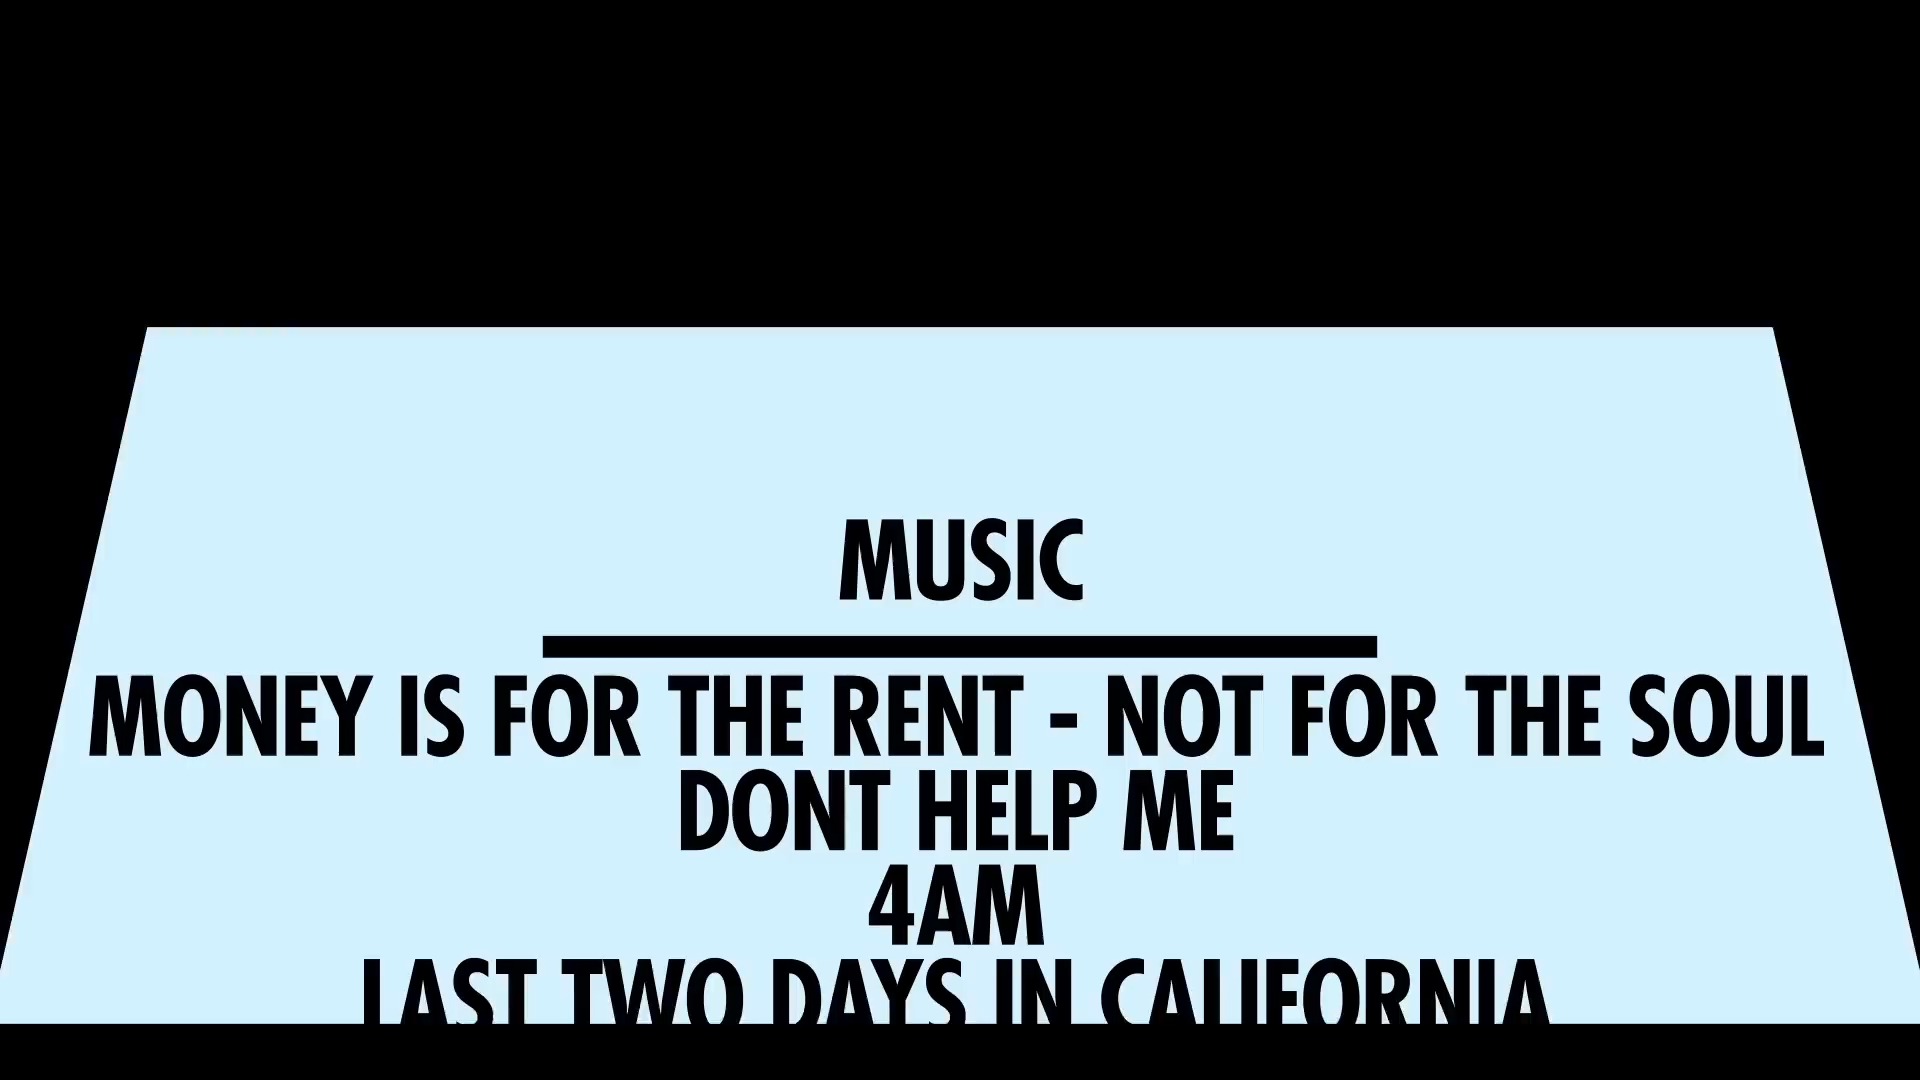 MUSIC
MONEY IS FOR THE RENT - NOT FOR THE SOUL
DONT HELP ME
4AM
LAST TWO DAYS IN CALIFORNIA